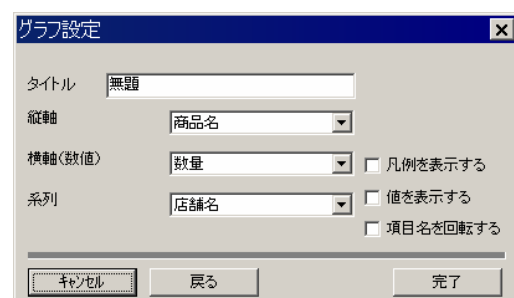 グラフ設定
タイトル 無題
縦軸 商品名
横軸(数値) 数量 凡例を表示する
系列 店舗名 値を表示する
項目名を回転する
キャンセル 戻る 完了